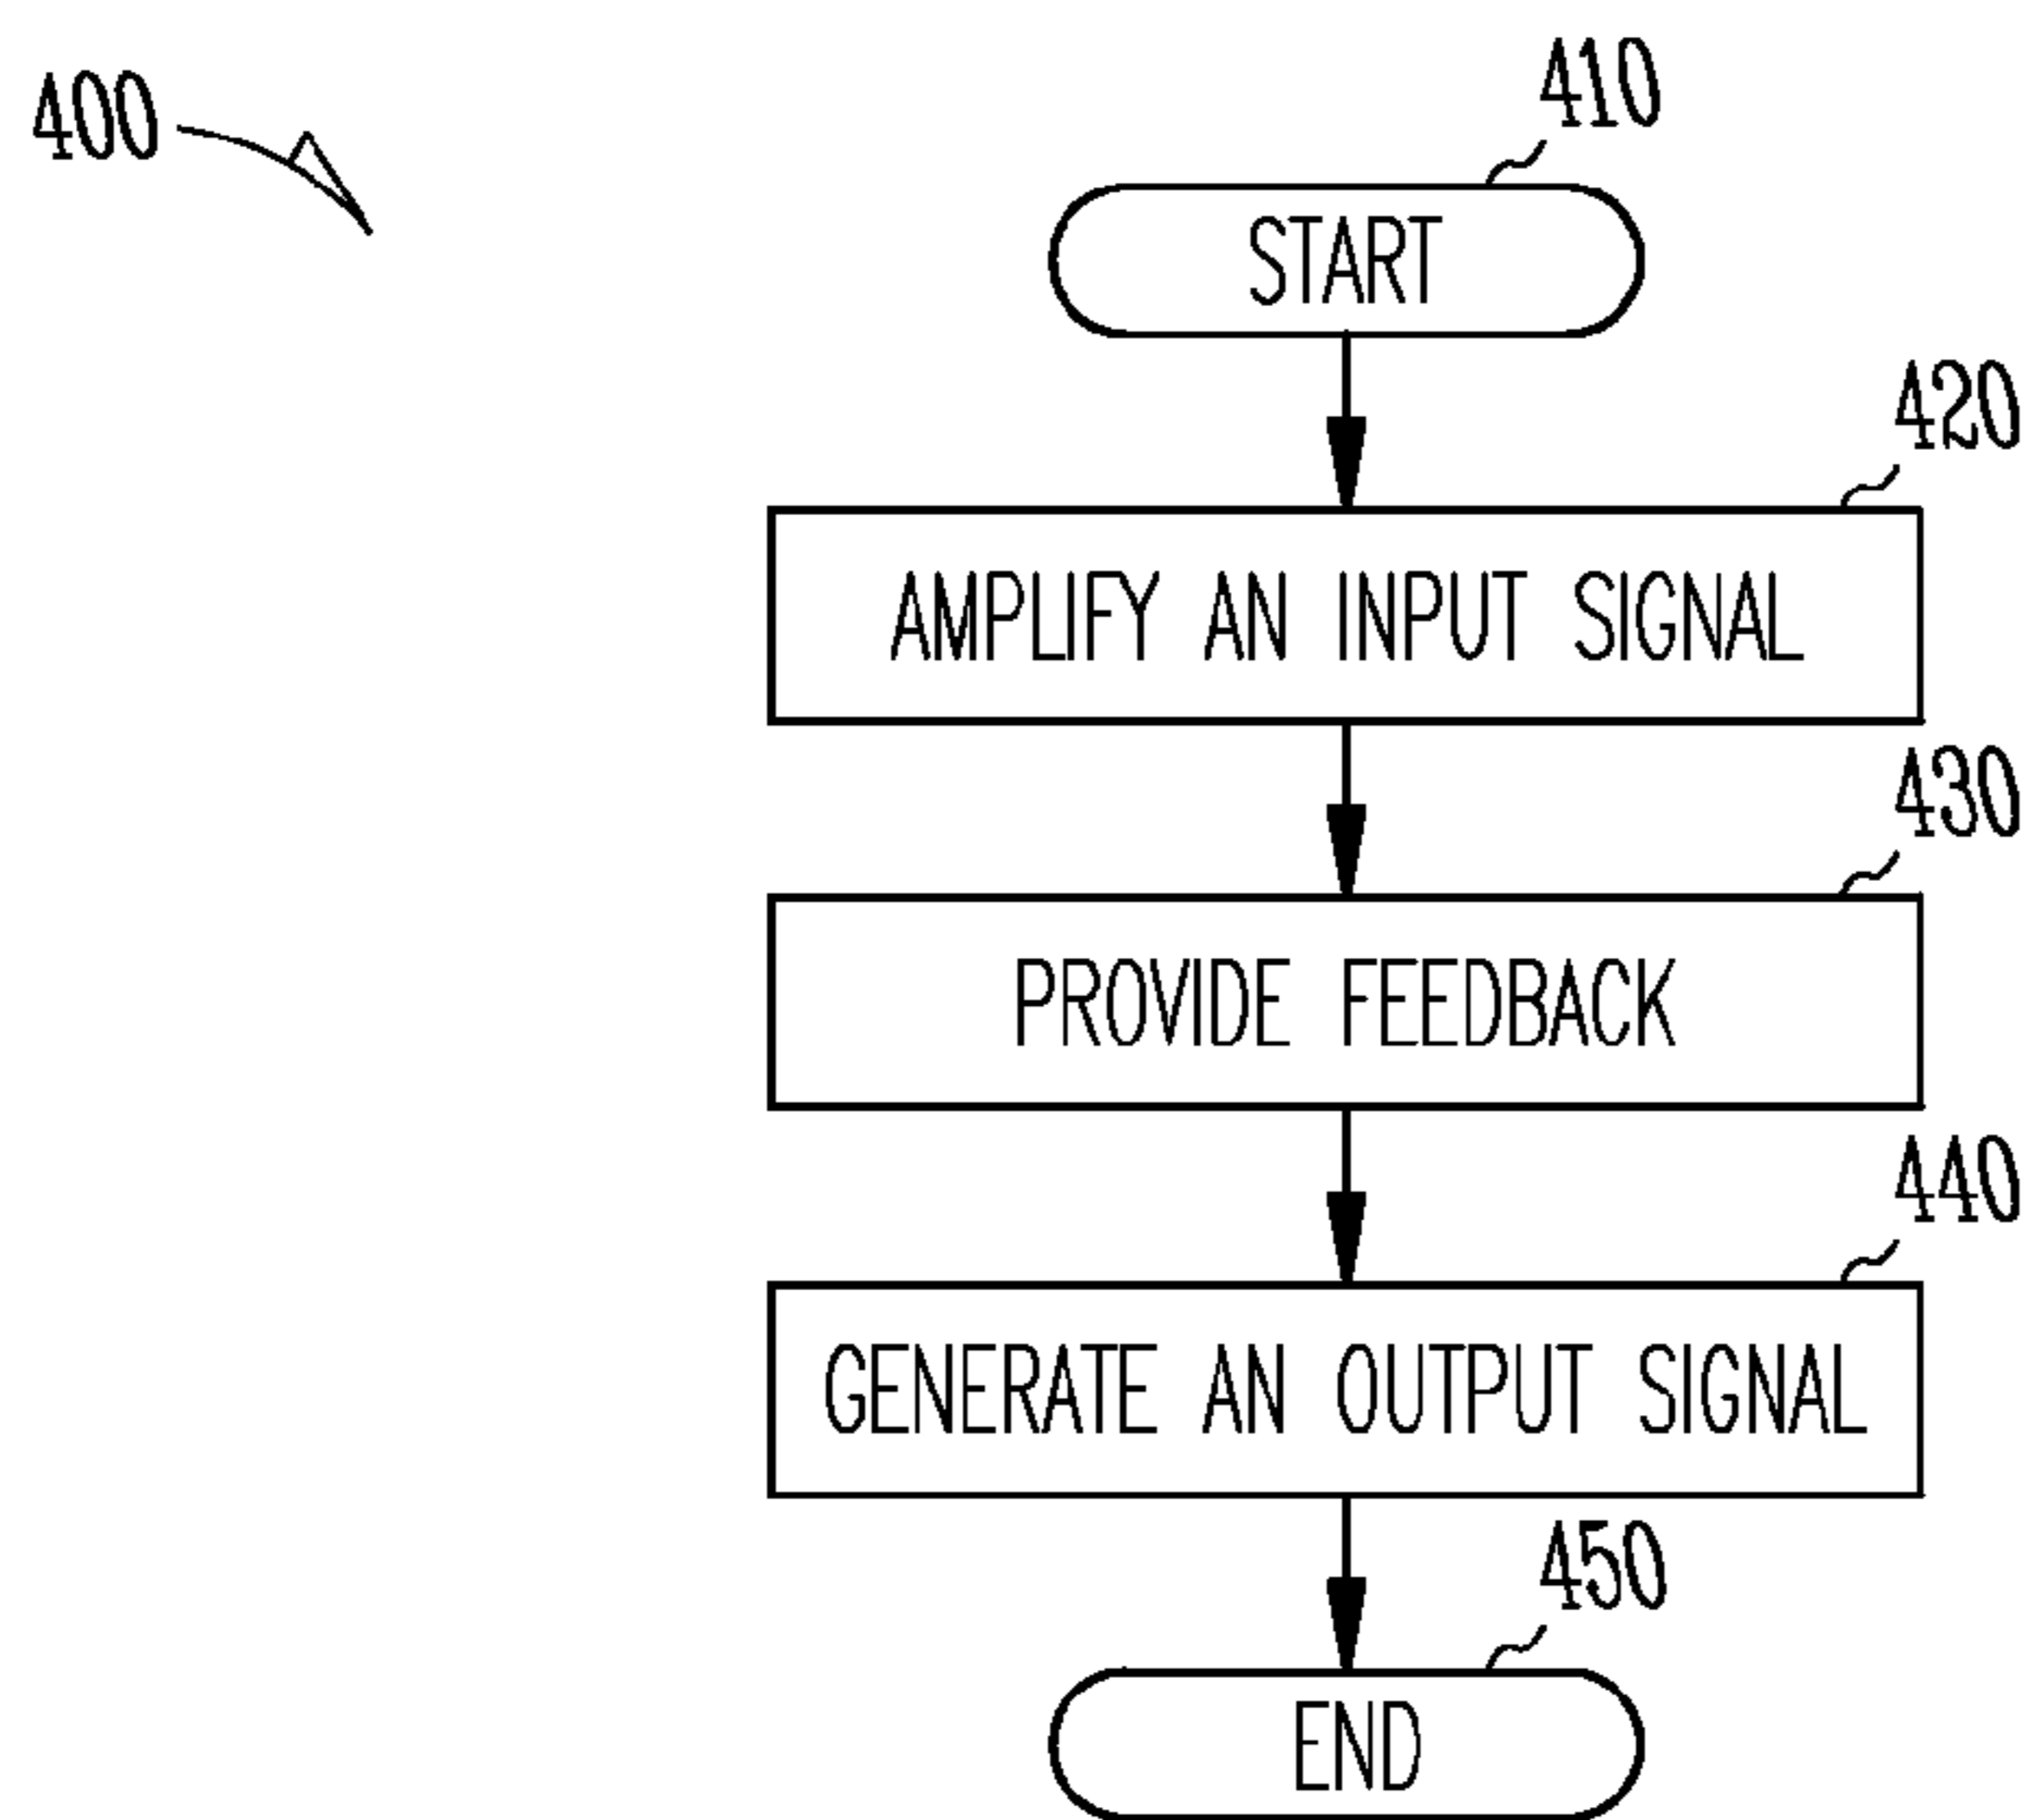 400
410
START
420
AMPLIFY AN INPUT SIGNAL
430
PROVIDE FEEDBACK
440
GENERATE AN OUTPUT SIGNAL
450
END